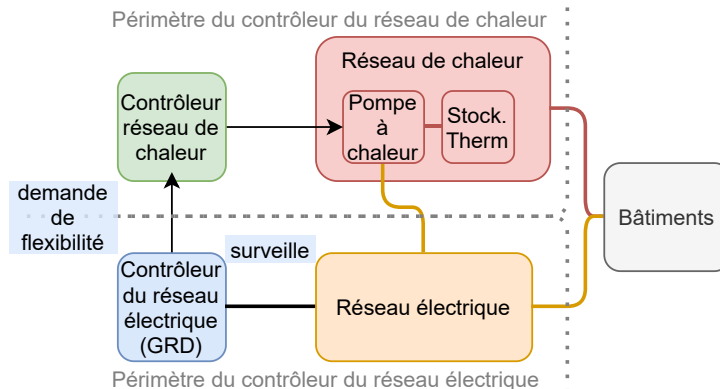 Périmètre du contrôleur du réseau de chaleur
Réseau de chaleur
Contrôleur
réseau de
chaleur
Pompe
à
chaleur
Stock.
Therm
demande
de
flexibilité
Bâtiments
surveille
Contrôleur
du réseau
électrique
(GRD)
Réseau électrique
Périmètre du contrôleur du réseau électrique